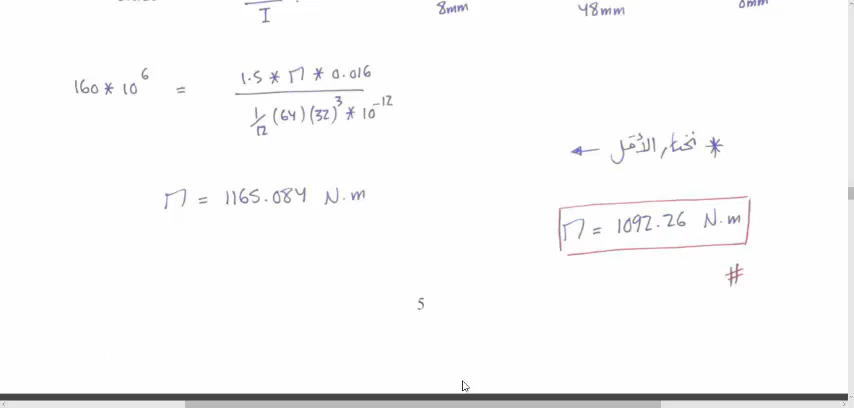 I
8mm
48mm
160 * 10^6 = (1.5 * M * 0.016) / (1/12 (64)(32)^3 * 10^-12)
* نختار الأقل ←
M = 1165.084 N.m
M = 1092.26 N.m
#
5